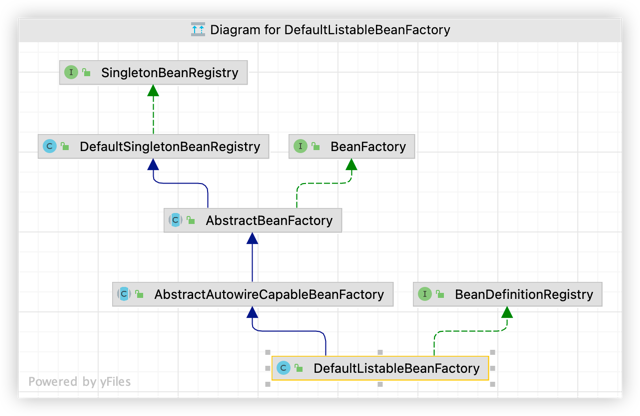 Diagram for DefaultListableBeanFactory
I SingletonBeanRegistry
C DefaultSingletonBeanRegistry
I BeanFactory
C AbstractBeanFactory
C AbstractAutowireCapableBeanFactory
I BeanDefinitionRegistry
C DefaultListableBeanFactory
Powered by yFiles